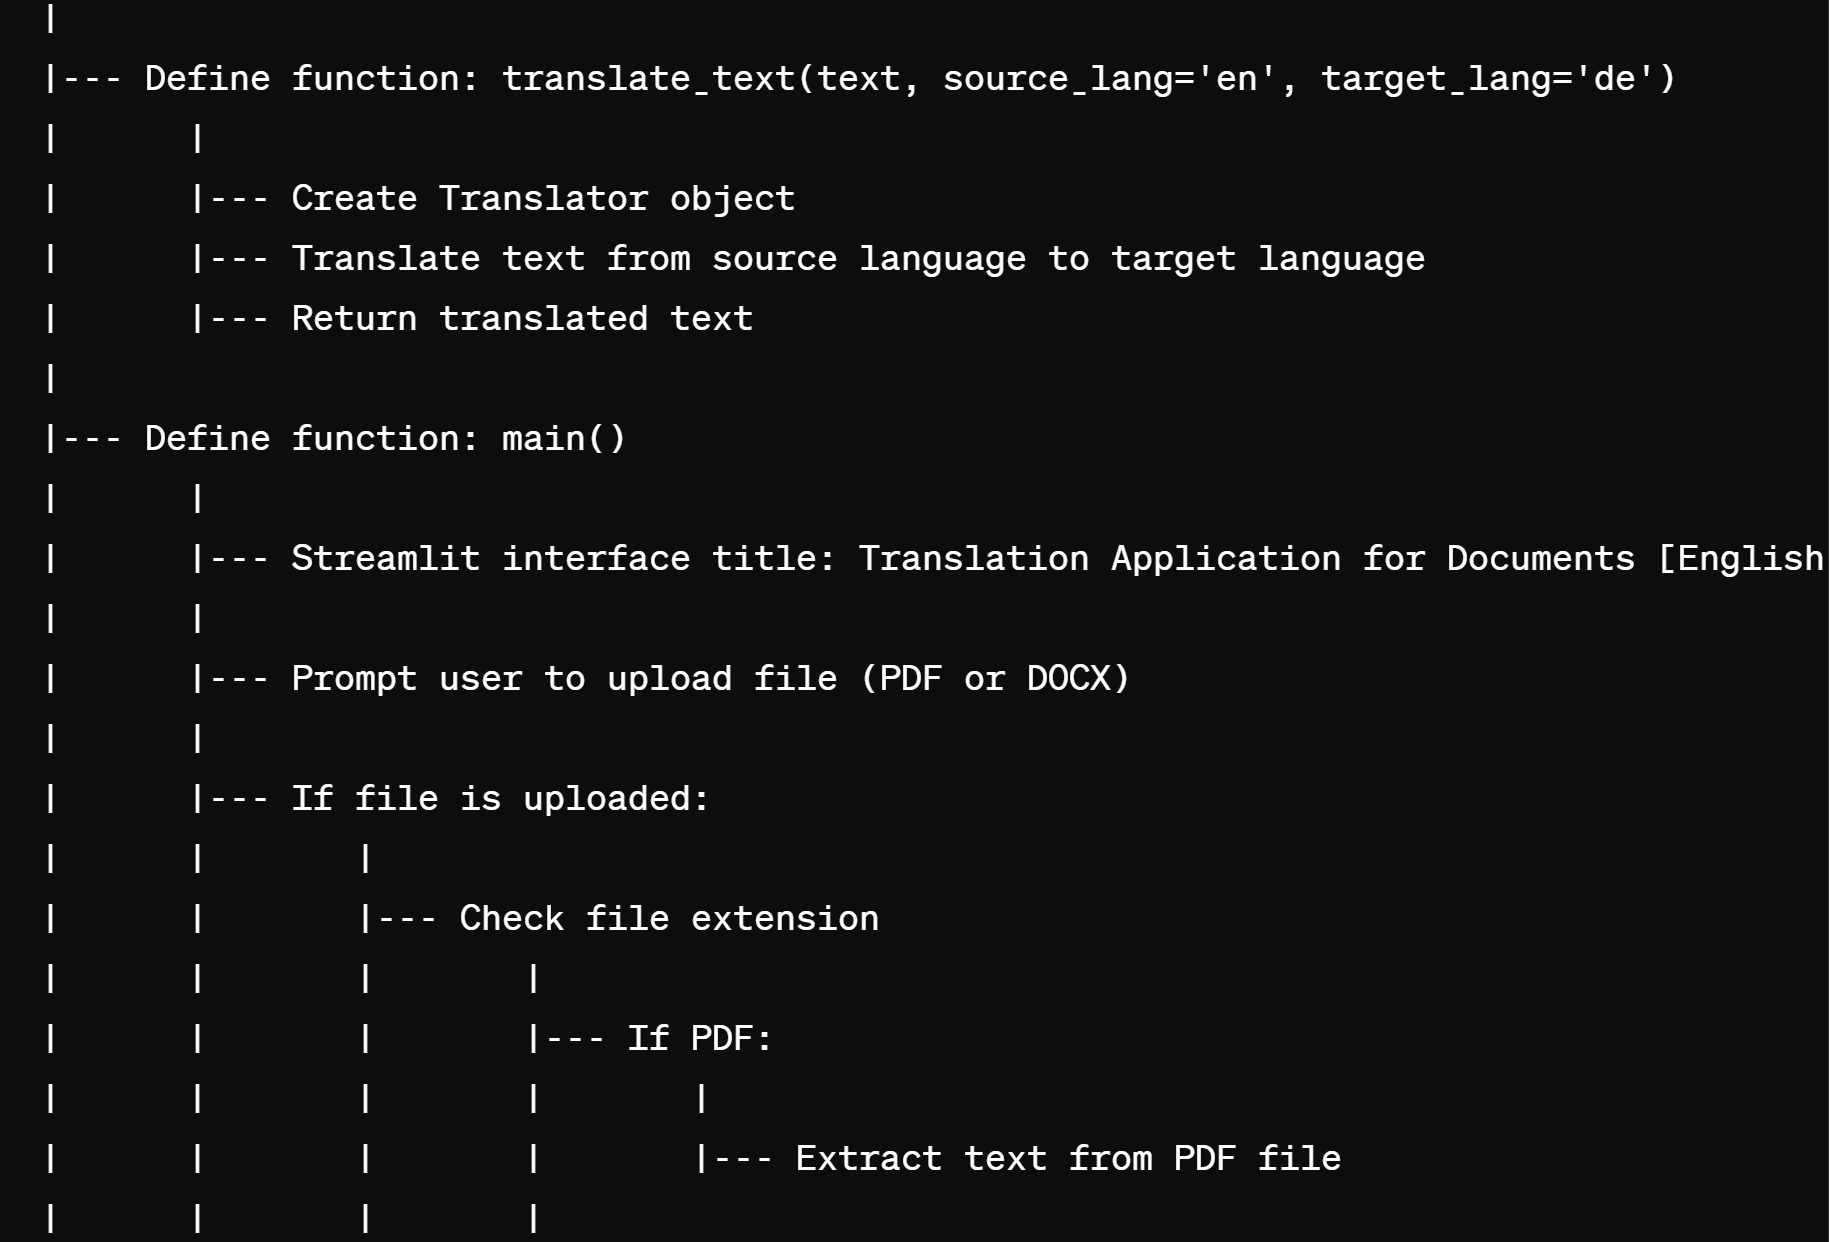 |
|--- Define function: translate_text(text, source_lang='en', target_lang='de')
|      |
|      |--- Create Translator object
|      |--- Translate text from source language to target language
|      |--- Return translated text
|
|--- Define function: main()
|      |
|      |--- Streamlit interface title: Translation Application for Documents [English
|      |
|      |--- Prompt user to upload file (PDF or DOCX)
|      |
|      |--- If file is uploaded:
|      |       |
|      |       |--- Check file extension
|      |       |       |
|      |       |       |--- If PDF:
|      |       |       |       |
|      |       |       |       |--- Extract text from PDF file
|      |       |       |